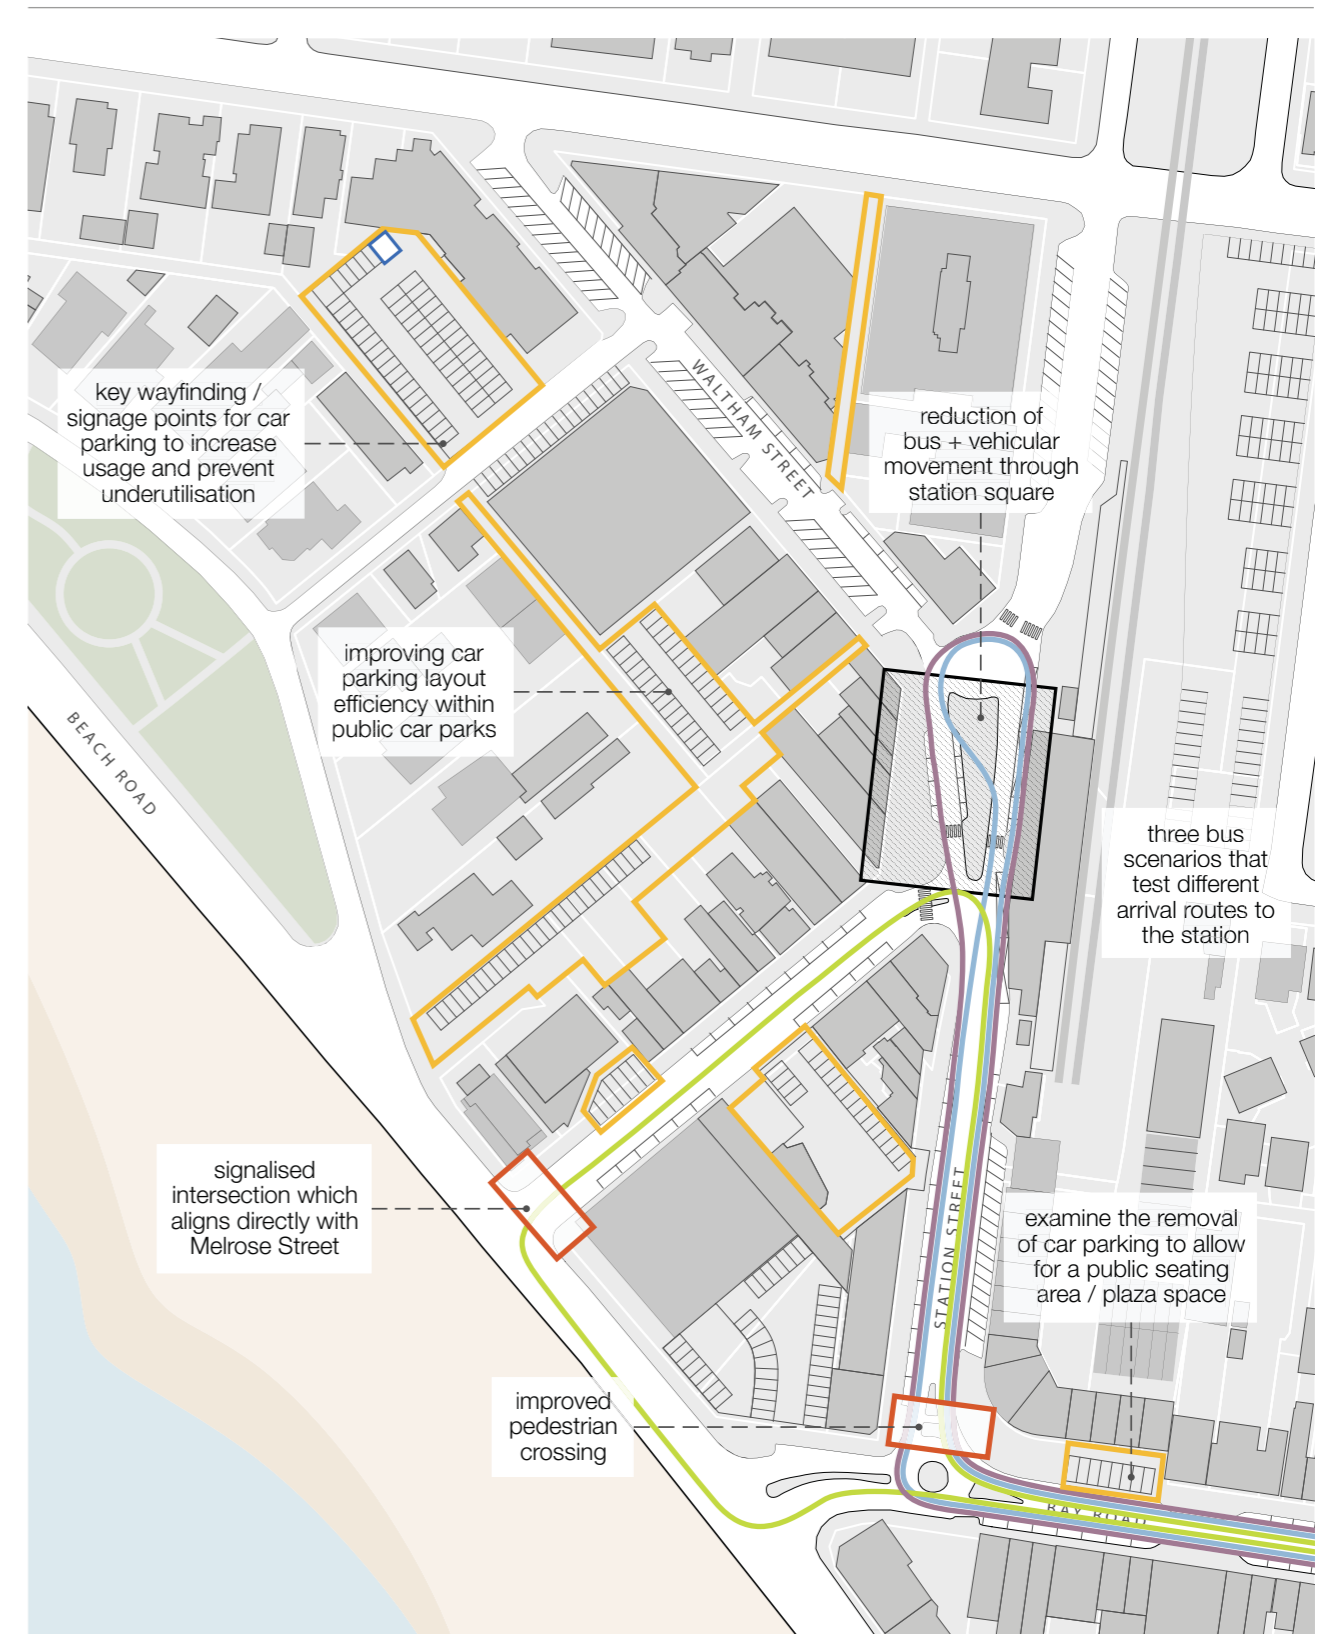 key wayfinding /
signage points for car
parking to increase
usage and prevent
underutilisation
WALTHAM STREET
reduction of
bus + vehicular
movement through
station square
improving car
parking layout
efficiency within
public car parks
BEACH ROAD
three bus
scenarios that
test different
arrival routes to
the station
signalised
intersection which
aligns directly with
Melrose Street
STATION STREET
examine the removal
of car parking to allow
for a public seating
area / plaza space
improved
pedestrian
crossing
BAY ROAD